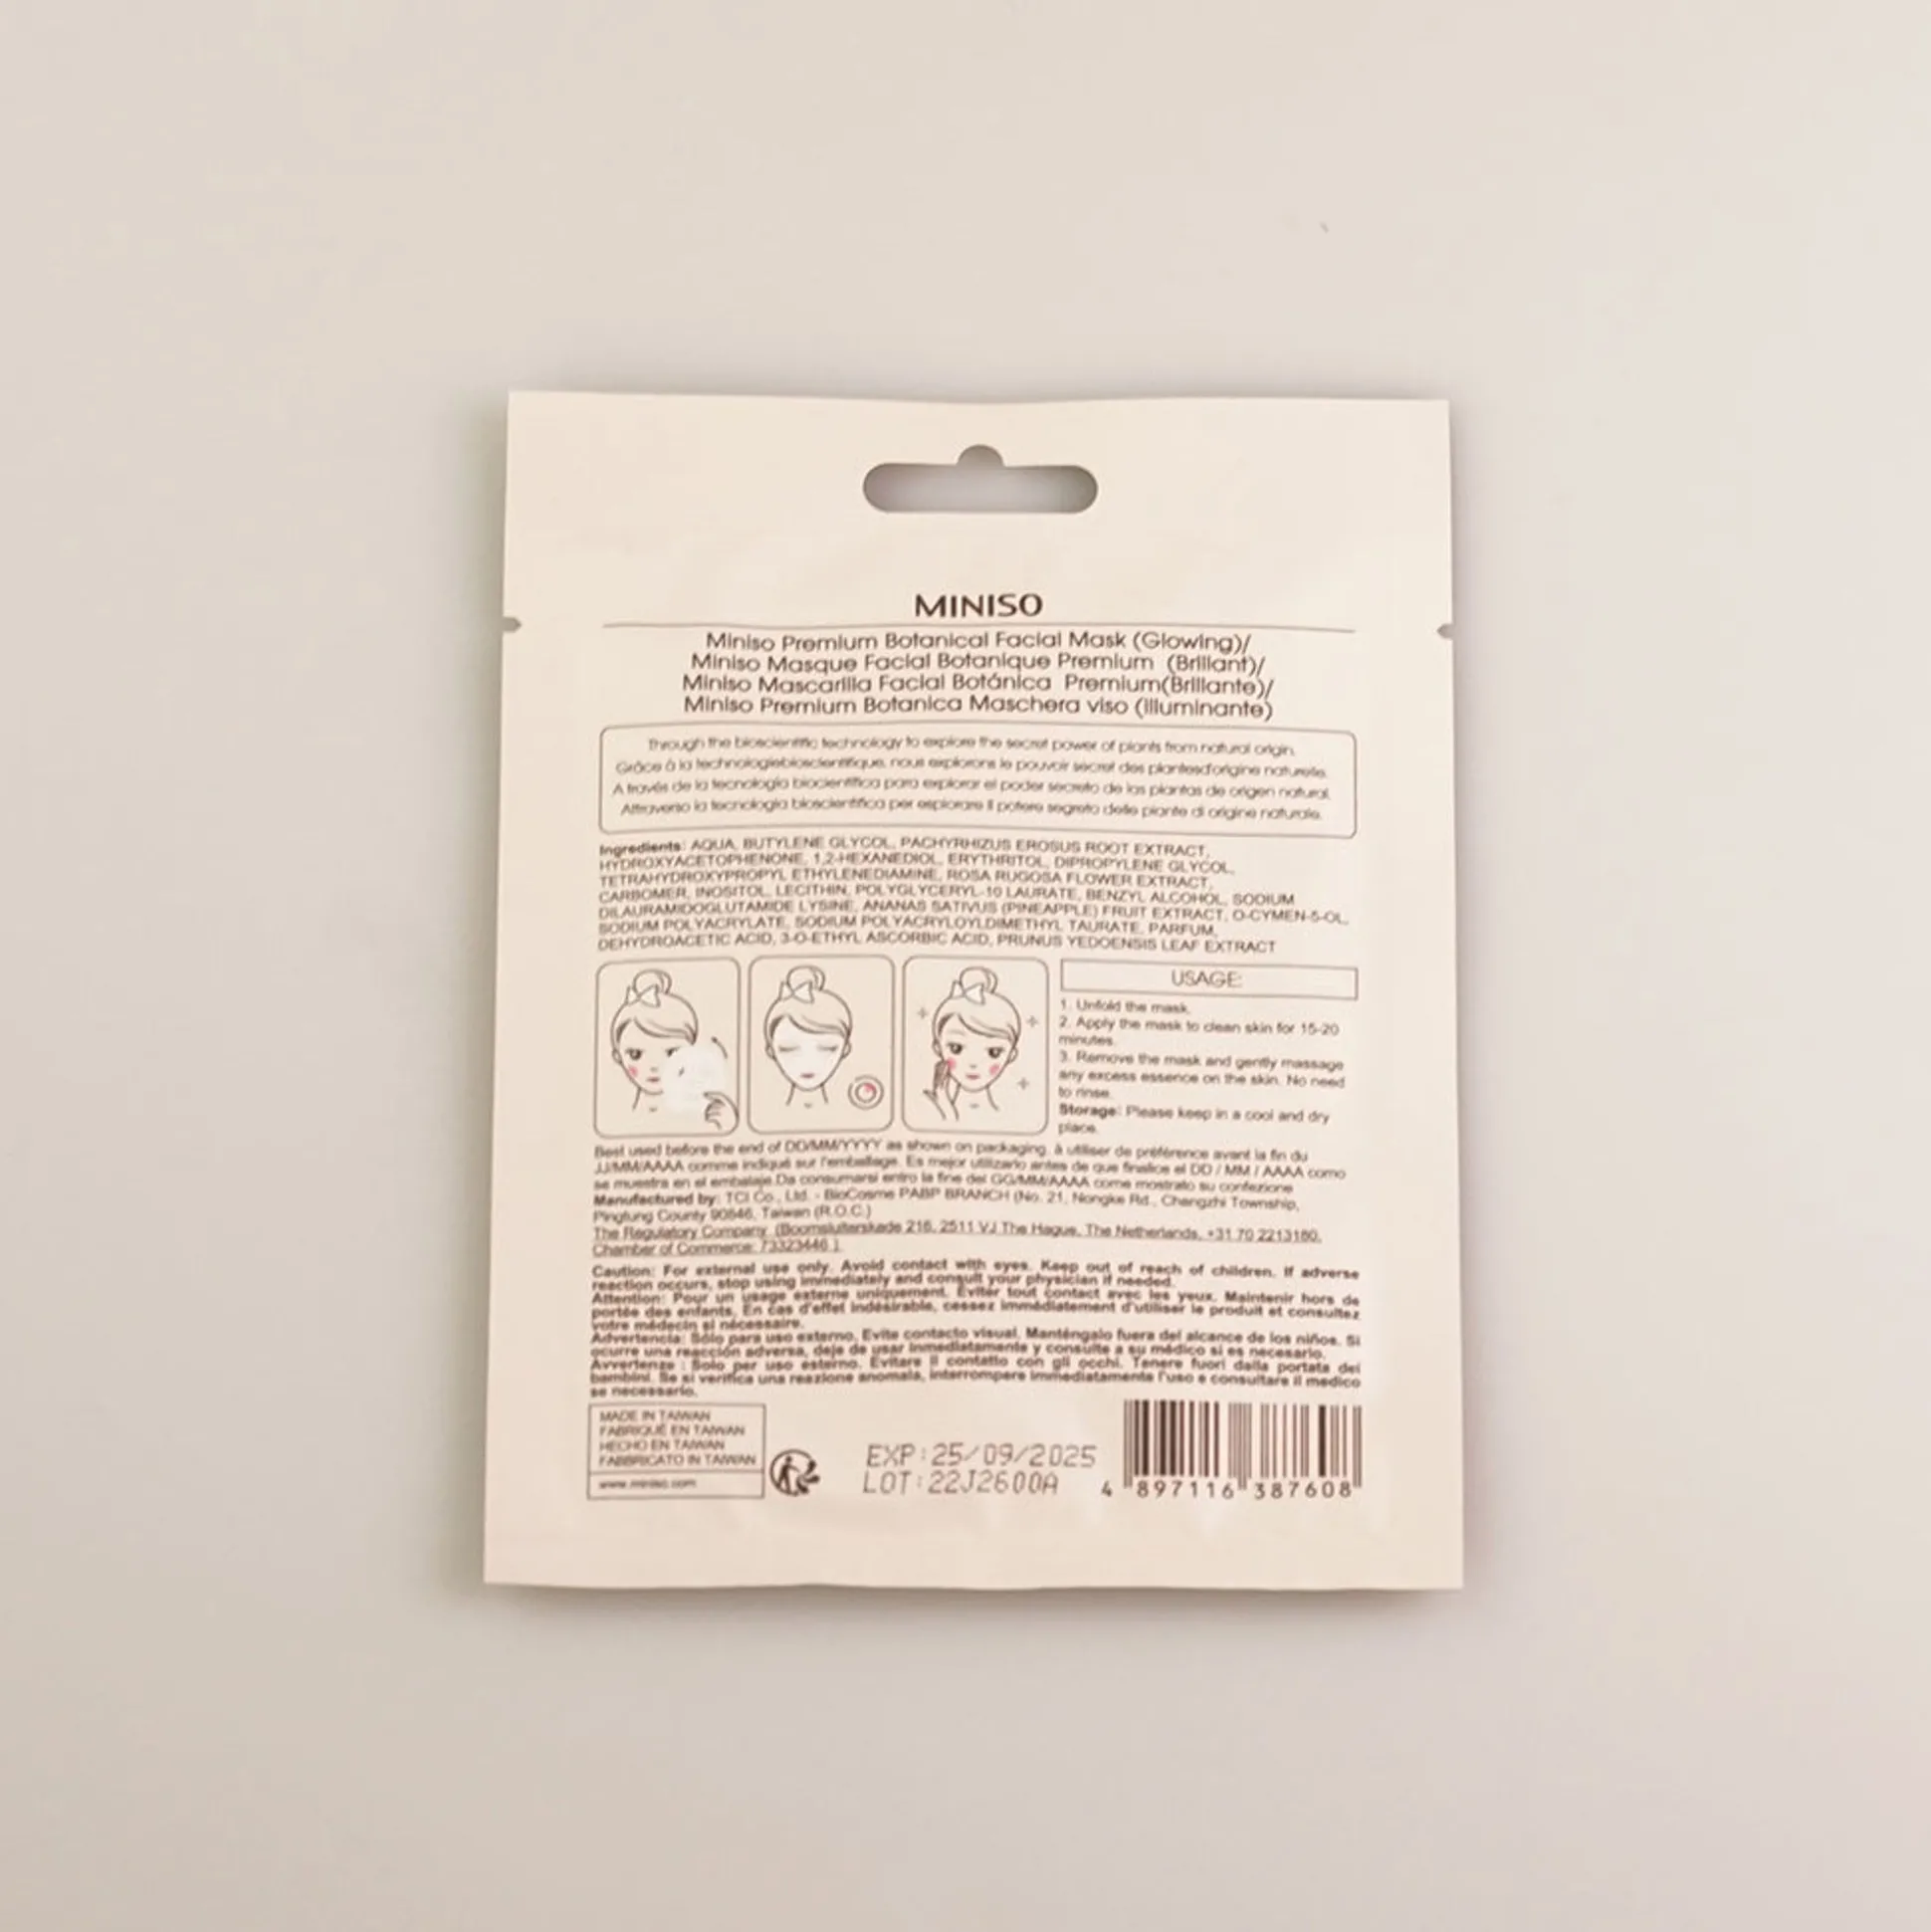 MINISO
Miniso Premium Botanical Facial Mask (Glowing)/
Miniso Masque Facial Botanique Premium (Brillant)/
Miniso Mascarilla Facial Botánica Premium(Brillante)/
Miniso Premium Botanica Maschera viso (illuminante)
Through the bioscientific technology to explore the secret power of plants from natural origin.
Grâce à la technologiebioscientifique, nous explorons le pouvoir secret des plantesd'origine naturelle.
A través de la tecnología biocientífica para explorar el poder secreto de las plantas de origen natural.
Attraverso la tecnologia bioscientifica per esplorare il potere segreto delle piante di origine naturale.
Ingredients: AQUA, BUTYLENE GLYCOL, PACHYRHIZUS EROSUS ROOT EXTRACT,
HYDROXYACETOPHENONE, 1,2-HEXANEDIOL, ERYTHRITOL, DIPROPYLENE GLYCOL,
TETRAHYDROXYPROPYL ETHYLENEDIAMINE, ROSA RUGOSA FLOWER EXTRACT,
CARBOMER, INOSITOL, LECITHIN, POLYGLYCERYL-10 LAURATE, BENZYL ALCOHOL, SODIUM
DILAURAMIDOGLUTAMIDE LYSINE, ANANAS SATIVUS (PINEAPPLE) FRUIT EXTRACT, O-CYMEN-5-OL,
SODIUM POLYACRYLATE, SODIUM POLYACRYLOYLDIMETHYL TAURATE, PARFUM,
DEHYDROACETIC ACID, 3-O-ETHYL ASCORBIC ACID, PRUNUS YEDOENSIS LEAF EXTRACT
USAGE:
1. Unfold the mask.
2. Apply the mask to clean skin for 15-20
minutes.
3. Remove the mask and gently massage
any excess essence on the skin. No need
to rinse.
Storage: Please keep in a cool and dry
place.
Best used before the end of DD/MM/YYYY as shown on packaging. à utiliser de préférence avant la fin du
JJ/MM/AAAA comme indiqué sur l'emballage. Es mejor utilizarlo antes de que finalice el DD / MM / AAAA como
se muestra en el embalaje.Da consumarsi entro la fine del GG/MM/AAAA come mostrato su confezione
Manufactured by: TCI Co., Ltd. - BioCosme PABP BRANCH (No. 21, Nongke Rd., Changzhi Township,
Pingtung County 90846, Taiwan (R.O.C.)
The Regulatory Company (Boomsluiterskade 216, 2511 VJ The Hague, The Netherlands, +31 70 2213180,
Chamber of Commerce: 73323446 )
Caution: For external use only. Avoid contact with eyes. Keep out of reach of children. If adverse
reaction occurs, stop using immediately and consult your physician if needed.
Attention: Pour un usage externe uniquement. Eviter tout contact avec les yeux. Maintenir hors de
portée des enfants. En cas d'effet indésirable, cessez immédiatement d'utiliser le produit et consultez
votre médecin si nécessaire.
Advertencia: Sólo para uso externo. Evite contacto visual. Manténgalo fuera del alcance de los niños. Si
ocurre una reacción adversa, deje de usar inmediatamente y consulte a su médico si es necesario.
Avvertenze : Solo per uso esterno. Evitare il contatto con gli occhi. Tenere fuori dalla portata dei
bambini. Se si verifica una reazione anomala, interrompere immediatamente l'uso e consultare il medico
se necessario.
MADE IN TAIWAN
FABRIQUÉ EN TAIWAN
HECHO EN TAIWAN
FABBRICATO IN TAIWAN
www.miniso.com
EXP:25/09/2025
LOT:22J2600A
4 897116 387608